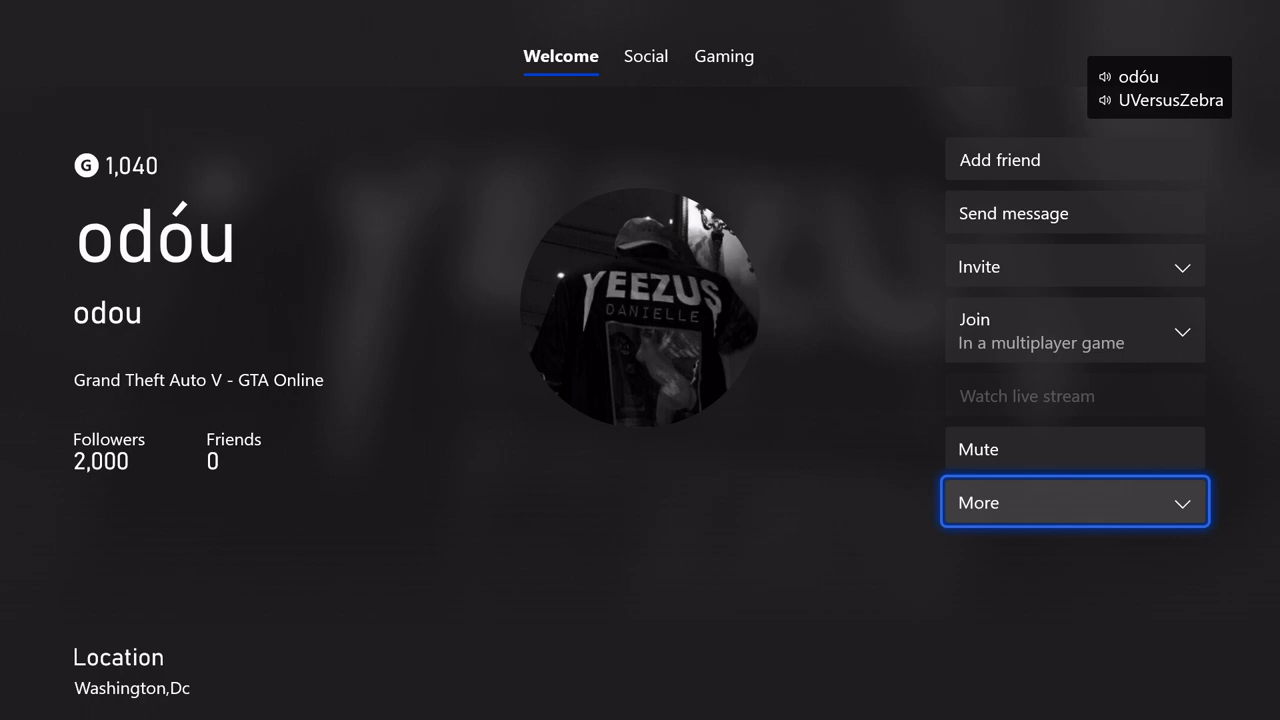 Welcome Social Gaming
odóu
UVersusZebra
G 1,040
odóu
odou
Grand Theft Auto V - GTA Online
Followers Friends
2,000 0
YEEZUS
DANIELLE
Add friend
Send message
Invite
Join
In a multiplayer game
Watch live stream
Mute
More
Location
Washington,Dc